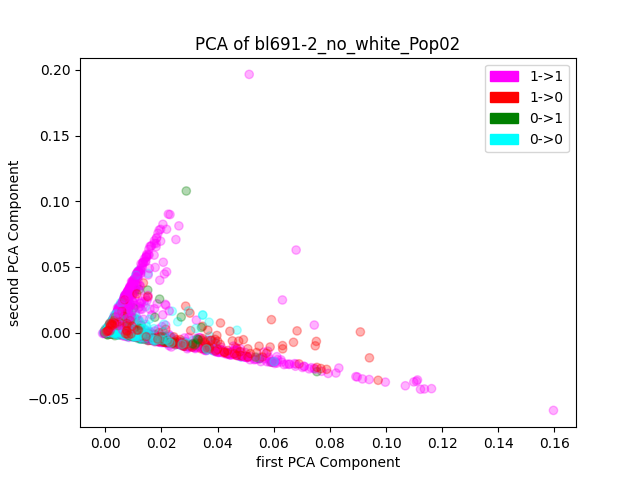 PCA of bl691-2_no_white_Pop02
1->1
1->0
0->1
0->0
second PCA Component
0.20
0.15
0.10
0.05
0.00
−0.05
0.00 0.02 0.04 0.06 0.08 0.10 0.12 0.14 0.16
first PCA Component